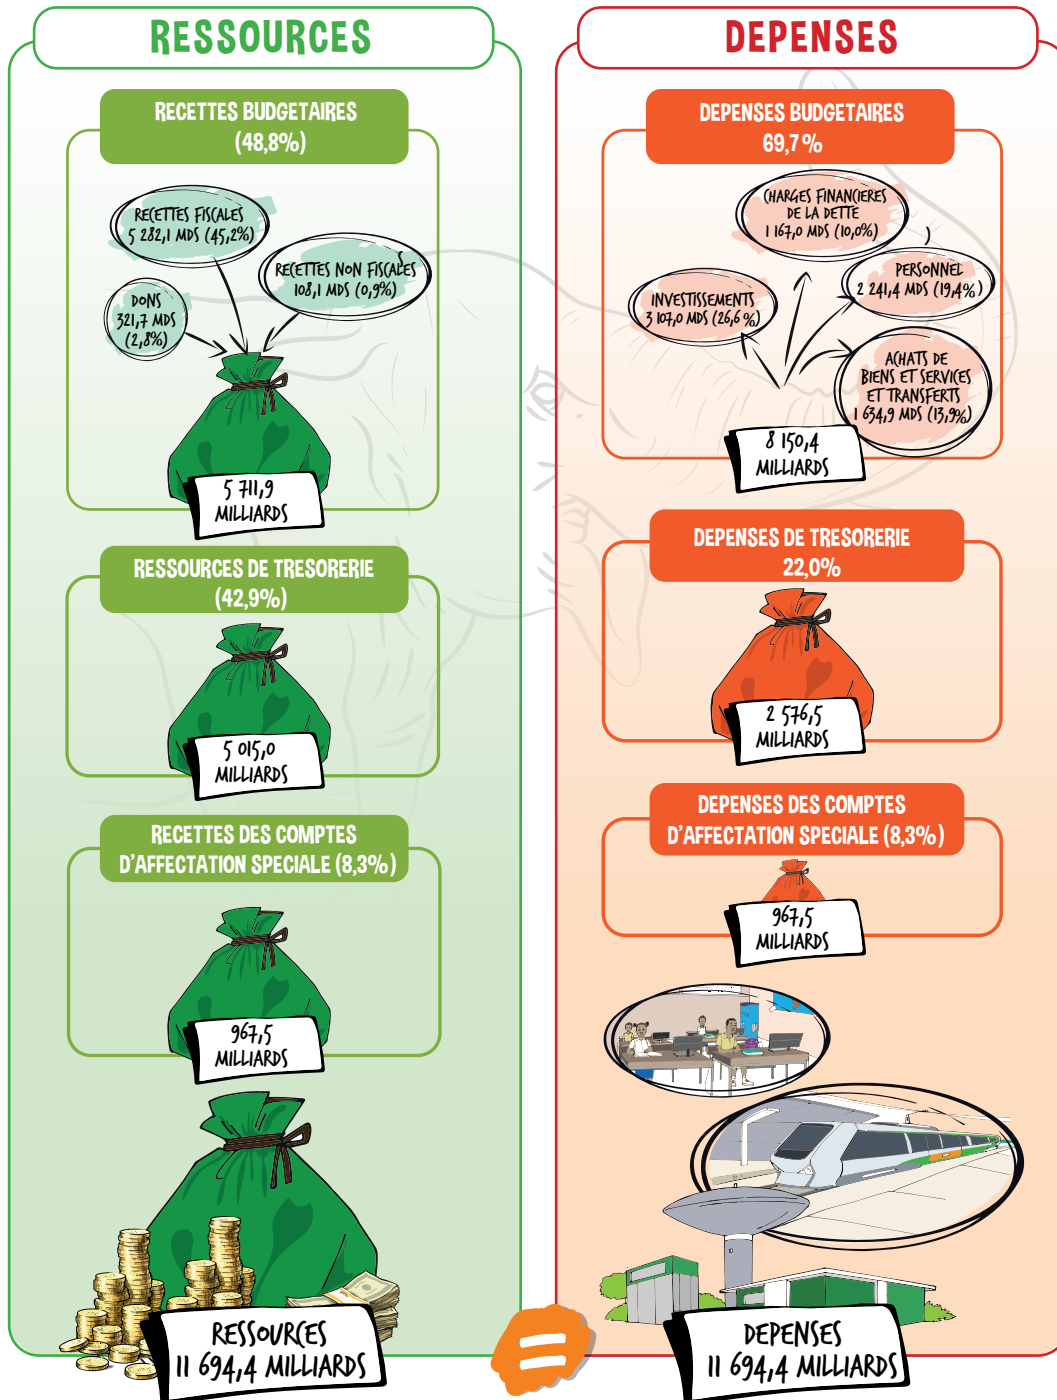 RESSOURCES
RECETTES BUDGETAIRES
(48,8%)
RECETTES FISCALES
5 282,1 MDS (45,2%)
RECETTES NON FISCALES
108,1 MDS (0,9%)
DONS
321,7 MDS
(2,8%)
5 711,9
MILLIARDS
RESSOURCES DE TRESORERIE
(42,9%)
5 015,0
MILLIARDS
RECETTES DES COMPTES
D'AFFECTATION SPECIALE (8,3%)
967,5
MILLIARDS
RESSOURCES
11 694,4 MILLIARDS
=
DEPENSES
DEPENSES BUDGETAIRES
69,7%
CHARGES FINANCIERES
DE LA DETTE
1 167,0 MDS (10,0%)
PERSONNEL
2 241,4 MDS (19,4%)
INVESTISSEMENTS
3 107,0 MDS (26,6%)
ACHATS DE
BIENS ET SERVICES
ET TRANSFERTS
1 634,9 MDS (13,9%)
8 150,4
MILLIARDS
DEPENSES DE TRESORERIE
22,0%
2 576,5
MILLIARDS
DEPENSES DES COMPTES
D'AFFECTATION SPECIALE (8,3%)
967,5
MILLIARDS
DEPENSES
11 694,4 MILLIARDS